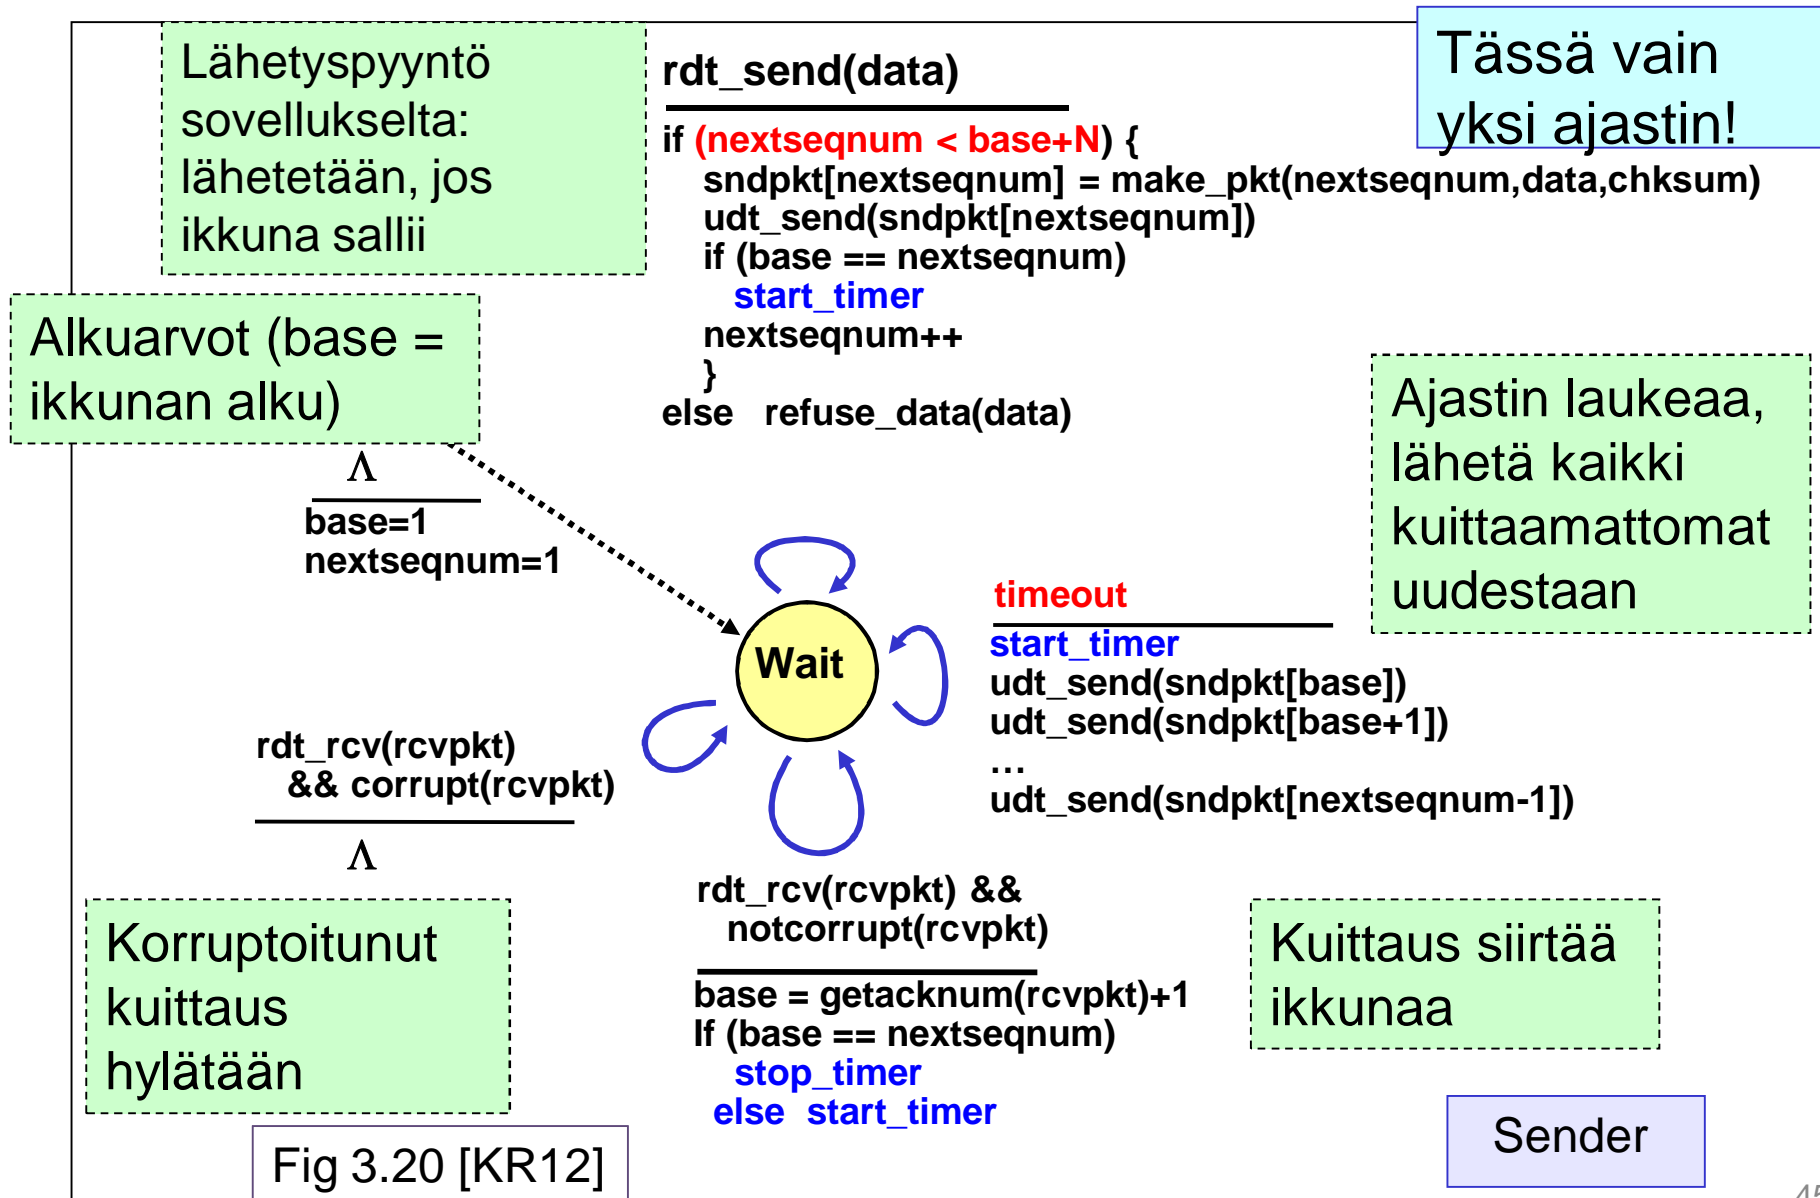 Lähetyspyyntö
sovellukselta:
lähetetään, jos
ikkuna sallii
rdt_send(data)
Tässä vain
yksi ajastin!
if (nextseqnum < base+N) {
sndpkt[nextseqnum] = make_pkt(nextseqnum,data,chksum)
udt_send(sndpkt[nextseqnum])
if (base == nextseqnum)
start_timer
nextseqnum++
}
else refuse_data(data)
Alkuarvot (base =
ikkunan alku)
Λ
base=1
nextseqnum=1
Ajastin laukeaa,
lähetä kaikki
kuittaamattomat
uudestaan
Wait
timeout
start_timer
udt_send(sndpkt[base])
udt_send(sndpkt[base+1])
…
udt_send(sndpkt[nextseqnum-1])
rdt_rcv(rcvpkt)
&& corrupt(rcvpkt)
Λ
Korruptoitunut
kuittaus
hylätään
rdt_rcv(rcvpkt) &&
notcorrupt(rcvpkt)
base = getacknum(rcvpkt)+1
If (base == nextseqnum)
stop_timer
else start_timer
Kuittaus siirtää
ikkunaa
Fig 3.20 [KR12]
Sender
45